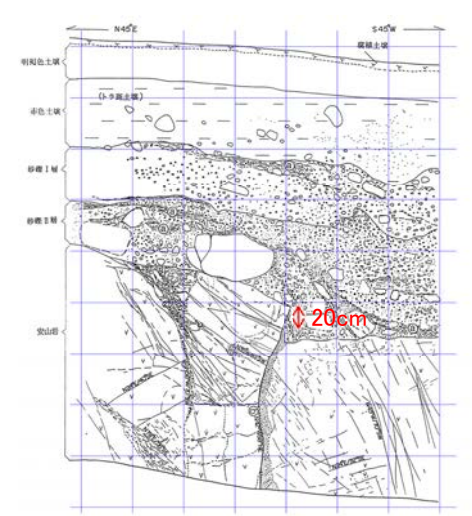 N45°E
S45°W
腐植土壌
明褐色土壌
(トラ斑土壌)
赤色土壌
砂礫Ⅰ層
砂礫Ⅱ層
20cm
安山岩